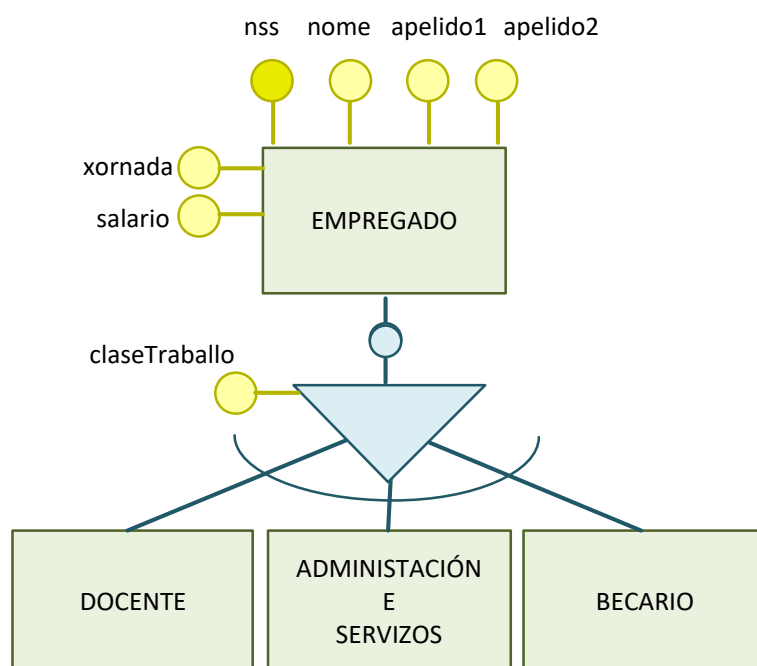 nss nome apelido1 apelido2
xornada
salario
EMPREGADO
claseTraballo
DOCENTE
ADMINISTACIÓN
E
SERVIZOS
BECARIO